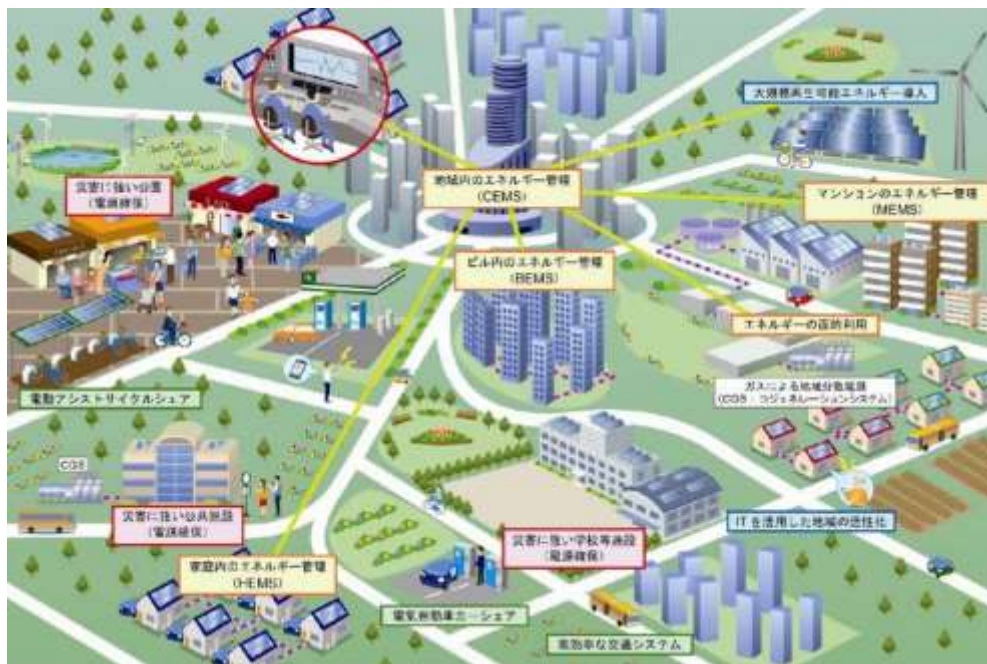 大規模再生可能エネルギー導入
地域内のエネルギー管理
(CEMS)
災害に強い公園
(電源確保)
マンションのエネルギー管理
(MEMS)
ビル内のエネルギー管理
(BEMS)
エネルギーの面的利用
ガスによる地域分散電源
(CGS:コジェネレーションシステム)
電動アシストサイクルシェア
CGS
災害に強い公共施設
(電源確保)
災害に強い学校等施設
(電源確保)
ITを活用した地域の活性化
家庭内のエネルギー管理
(HEMS)
電気自動車カーシェア
高効率な交通システム